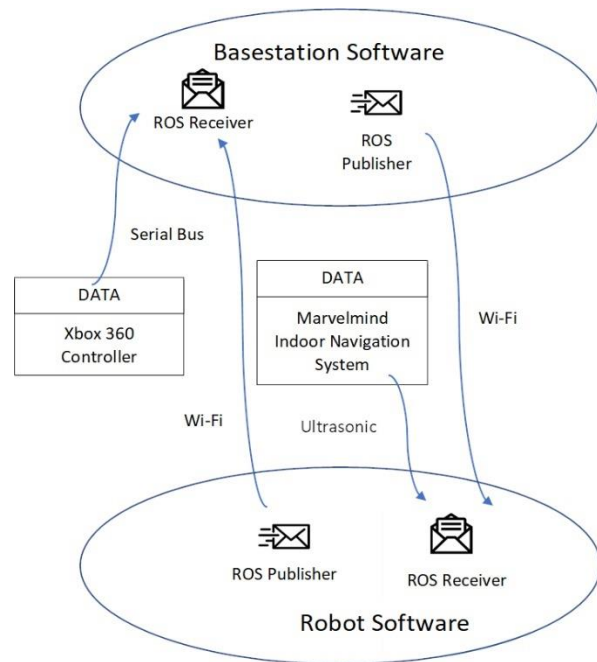 Basestation Software
ROS Receiver
ROS
Publisher
Serial Bus
DATA
Xbox 360
Controller
DATA
Marvelmind
Indoor Navigation
System
Wi-Fi
Wi-Fi
Ultrasonic
ROS Publisher
ROS Receiver
Robot Software